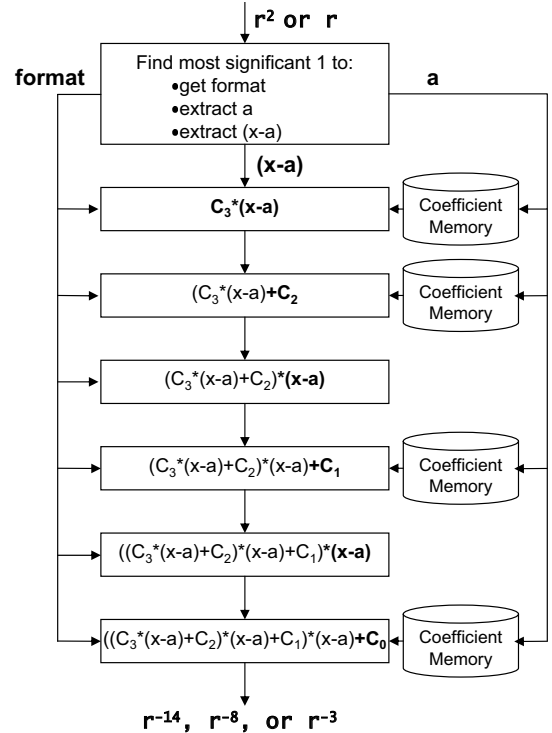 r² or r
Find most significant 1 to:
•get format
•extract a
•extract (x-a)
format
a
(x-a)
C₃*(x-a)
Coefficient
Memory
(C₃*(x-a)+C₂
Coefficient
Memory
(C₃*(x-a)+C₂)*(x-a)
(C₃*(x-a)+C₂)*(x-a)+C₁
Coefficient
Memory
((C₃*(x-a)+C₂)*(x-a)+C₁)*(x-a)
((C₃*(x-a)+C₂)*(x-a)+C₁)*(x-a)+C₀
Coefficient
Memory
r⁻¹⁴, r⁻⁸, or r⁻³